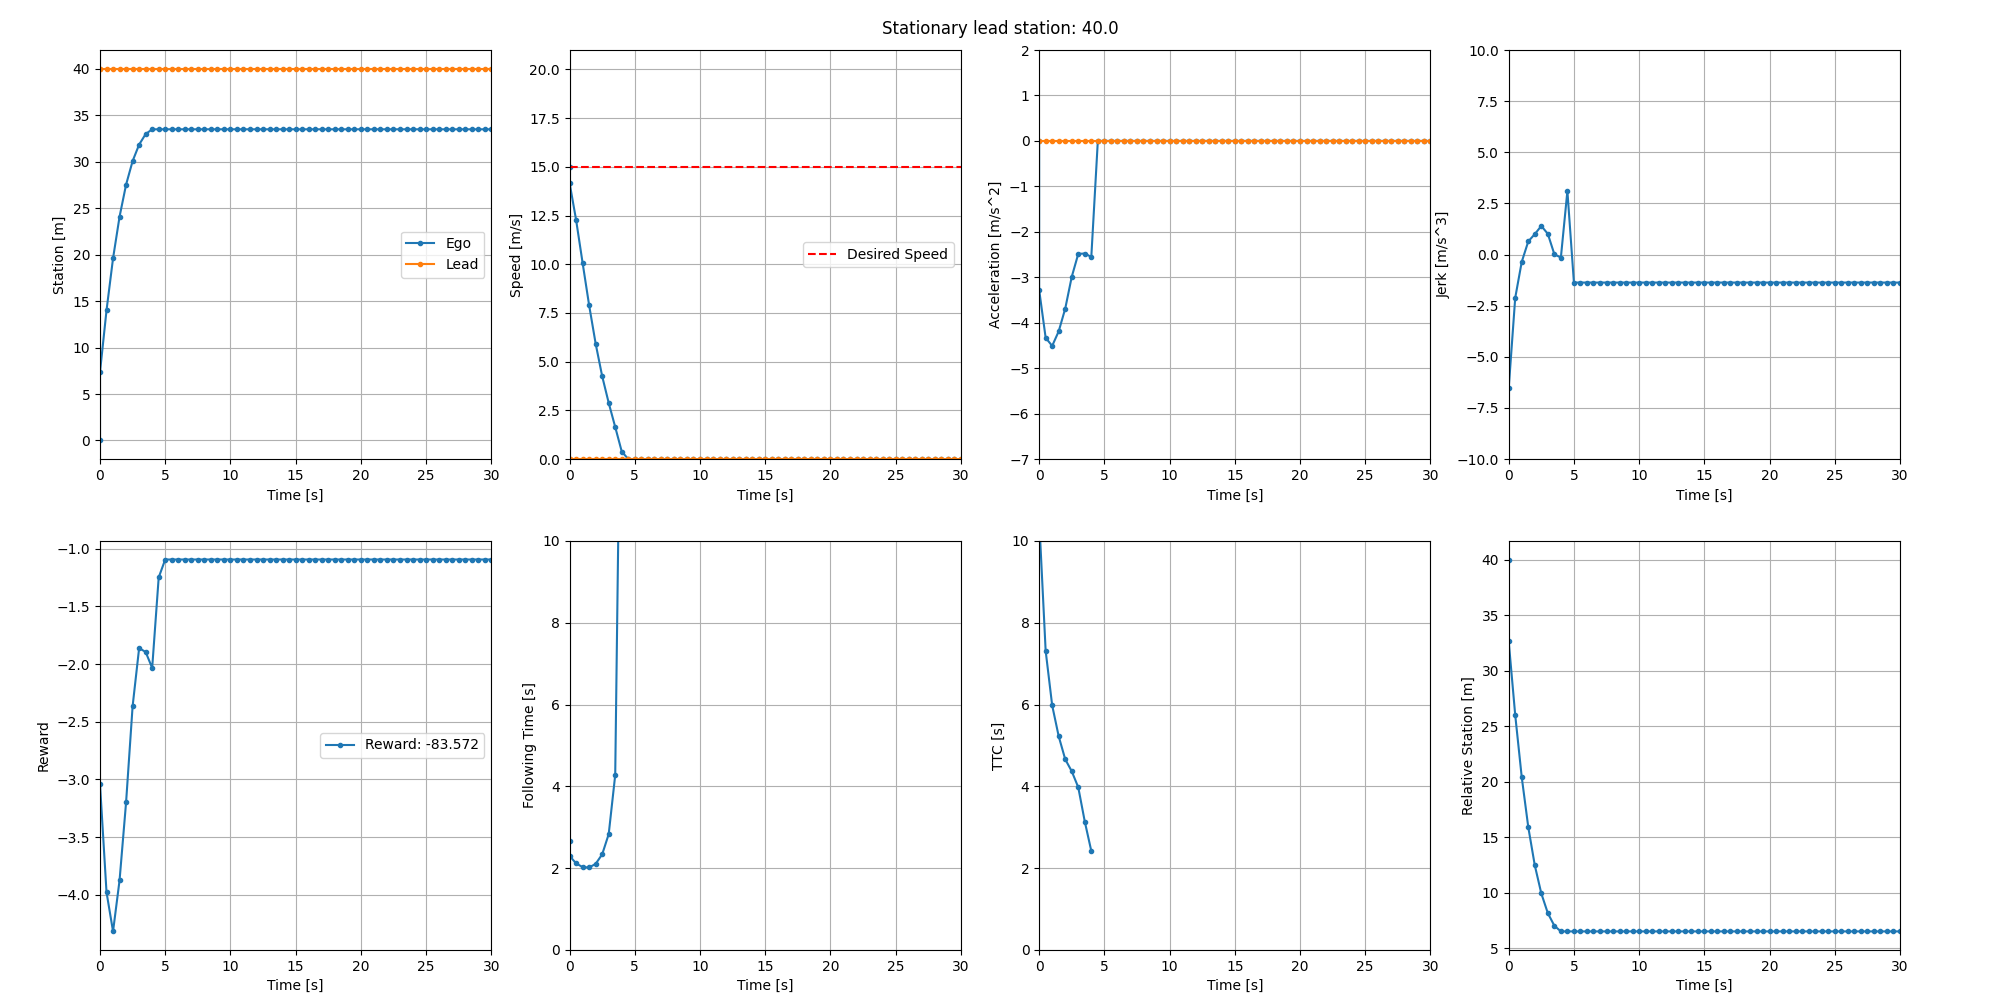 Stationary lead station: 40.0
Station [m]
40
35
30
25
20
15
10
5
0
Ego
Lead
0 5 10 15 20 25 30
Time [s]
Speed [m/s]
20.0
17.5
15.0
12.5
10.0
7.5
5.0
2.5
0.0
Desired Speed
0 5 10 15 20 25 30
Time [s]
Acceleration [m/s^2]
2
1
0
−1
−2
−3
−4
−5
−6
−7
0 5 10 15 20 25 30
Time [s]
Jerk [m/s^3]
10.0
7.5
5.0
2.5
0.0
−2.5
−5.0
−7.5
−10.0
0 5 10 15 20 25 30
Time [s]
Reward
−1.0
−1.5
−2.0
−2.5
−3.0
−3.5
−4.0
Reward: -83.572
0 5 10 15 20 25 30
Time [s]
Following Time [s]
10
8
6
4
2
0
0 5 10 15 20 25 30
Time [s]
TTC [s]
10
8
6
4
2
0
0 5 10 15 20 25 30
Time [s]
Relative Station [m]
40
35
30
25
20
15
10
5
0 5 10 15 20 25 30
Time [s]